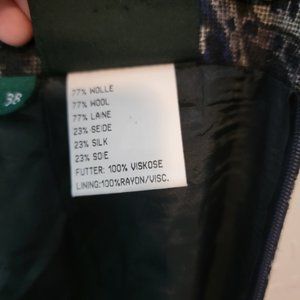 38
77% WOLLE
77% WOOL
77% LAINE
23% SEIDE
23% SILK
23% SOIE
FUTTER: 100% VISKOSE
LINING:100%RAYON/VISC.